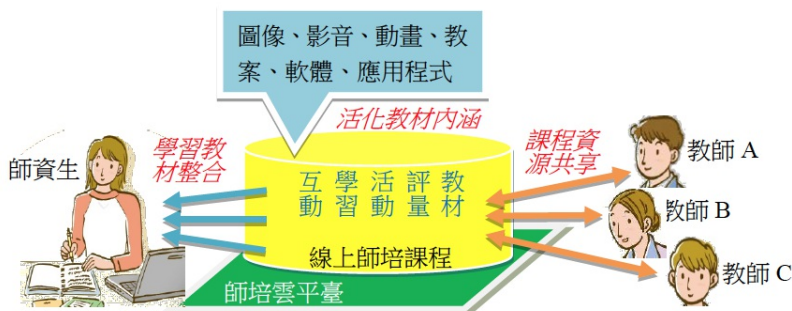 圖像、影音、動畫、教
案、軟體、應用程式
活化教材內涵
學習教
材整合
課程資
源共享
師資生
教師 A
教師 B
教師 C
互學活評教
動習動量材
線上師培課程
師培雲平臺